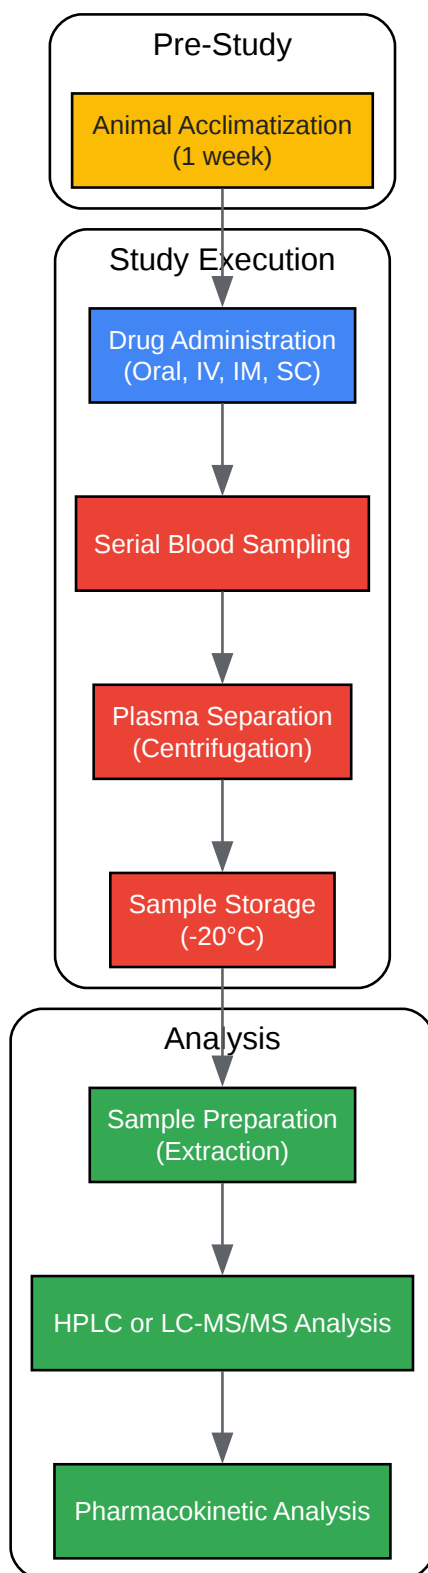 Pre-Study
Animal Acclimatization
(1 week)
Study Execution
Drug Administration
(Oral, IV, IM, SC)
Serial Blood Sampling
Plasma Separation
(Centrifugation)
Sample Storage
(-20°C)
Analysis
Sample Preparation
(Extraction)
HPLC or LC-MS/MS Analysis
Pharmacokinetic Analysis